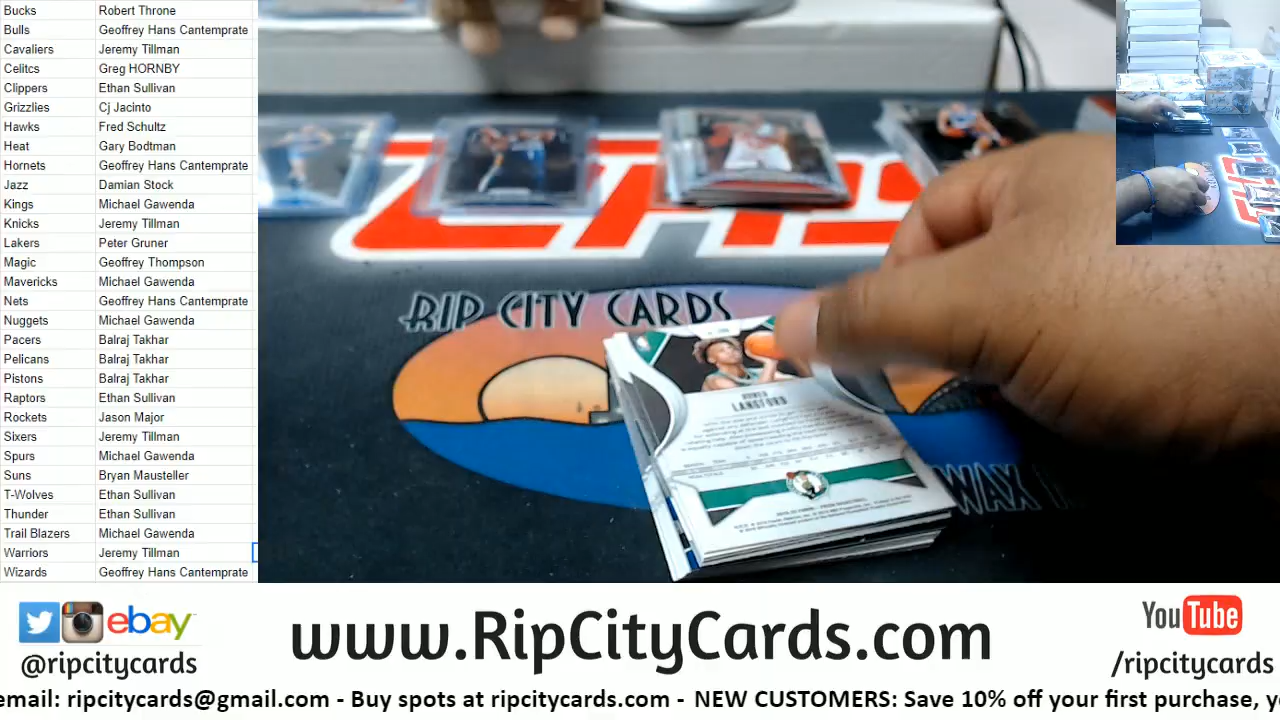 Bucks Robert Throne
Bulls Geoffrey Hans Cantemprate
Cavaliers Jeremy Tillman
Celitcs Greg HORNBY
Clippers Ethan Sullivan
Grizzlies Cj Jacinto
Hawks Fred Schultz
Heat Gary Bodtman
Hornets Geoffrey Hans Cantemprate
Jazz Damian Stock
Kings Michael Gawenda
Knicks Jeremy Tillman
Lakers Peter Gruner
Magic Geoffrey Thompson
Mavericks Michael Gawenda
Nets Geoffrey Hans Cantemprate
Nuggets Michael Gawenda
Pacers Balraj Takhar
Pelicans Balraj Takhar
Pistons Balraj Takhar
Raptors Ethan Sullivan
Rockets Jason Major
Sixers Jeremy Tillman
Spurs Michael Gawenda
Suns Bryan Mausteller
T-Wolves Ethan Sullivan
Thunder Ethan Sullivan
Trail Blazers Michael Gawenda
Warriors Jeremy Tillman
Wizards Geoffrey Hans Cantemprate
RIP CITY CARDS
LANGFORD
WAX
ebay
@ripcitycards
www.RipCityCards.com
YouTube
/ripcitycards
email: ripcitycards@gmail.com - Buy spots at ripcitycards.com - NEW CUSTOMERS: Save 10% off your first purchase, y